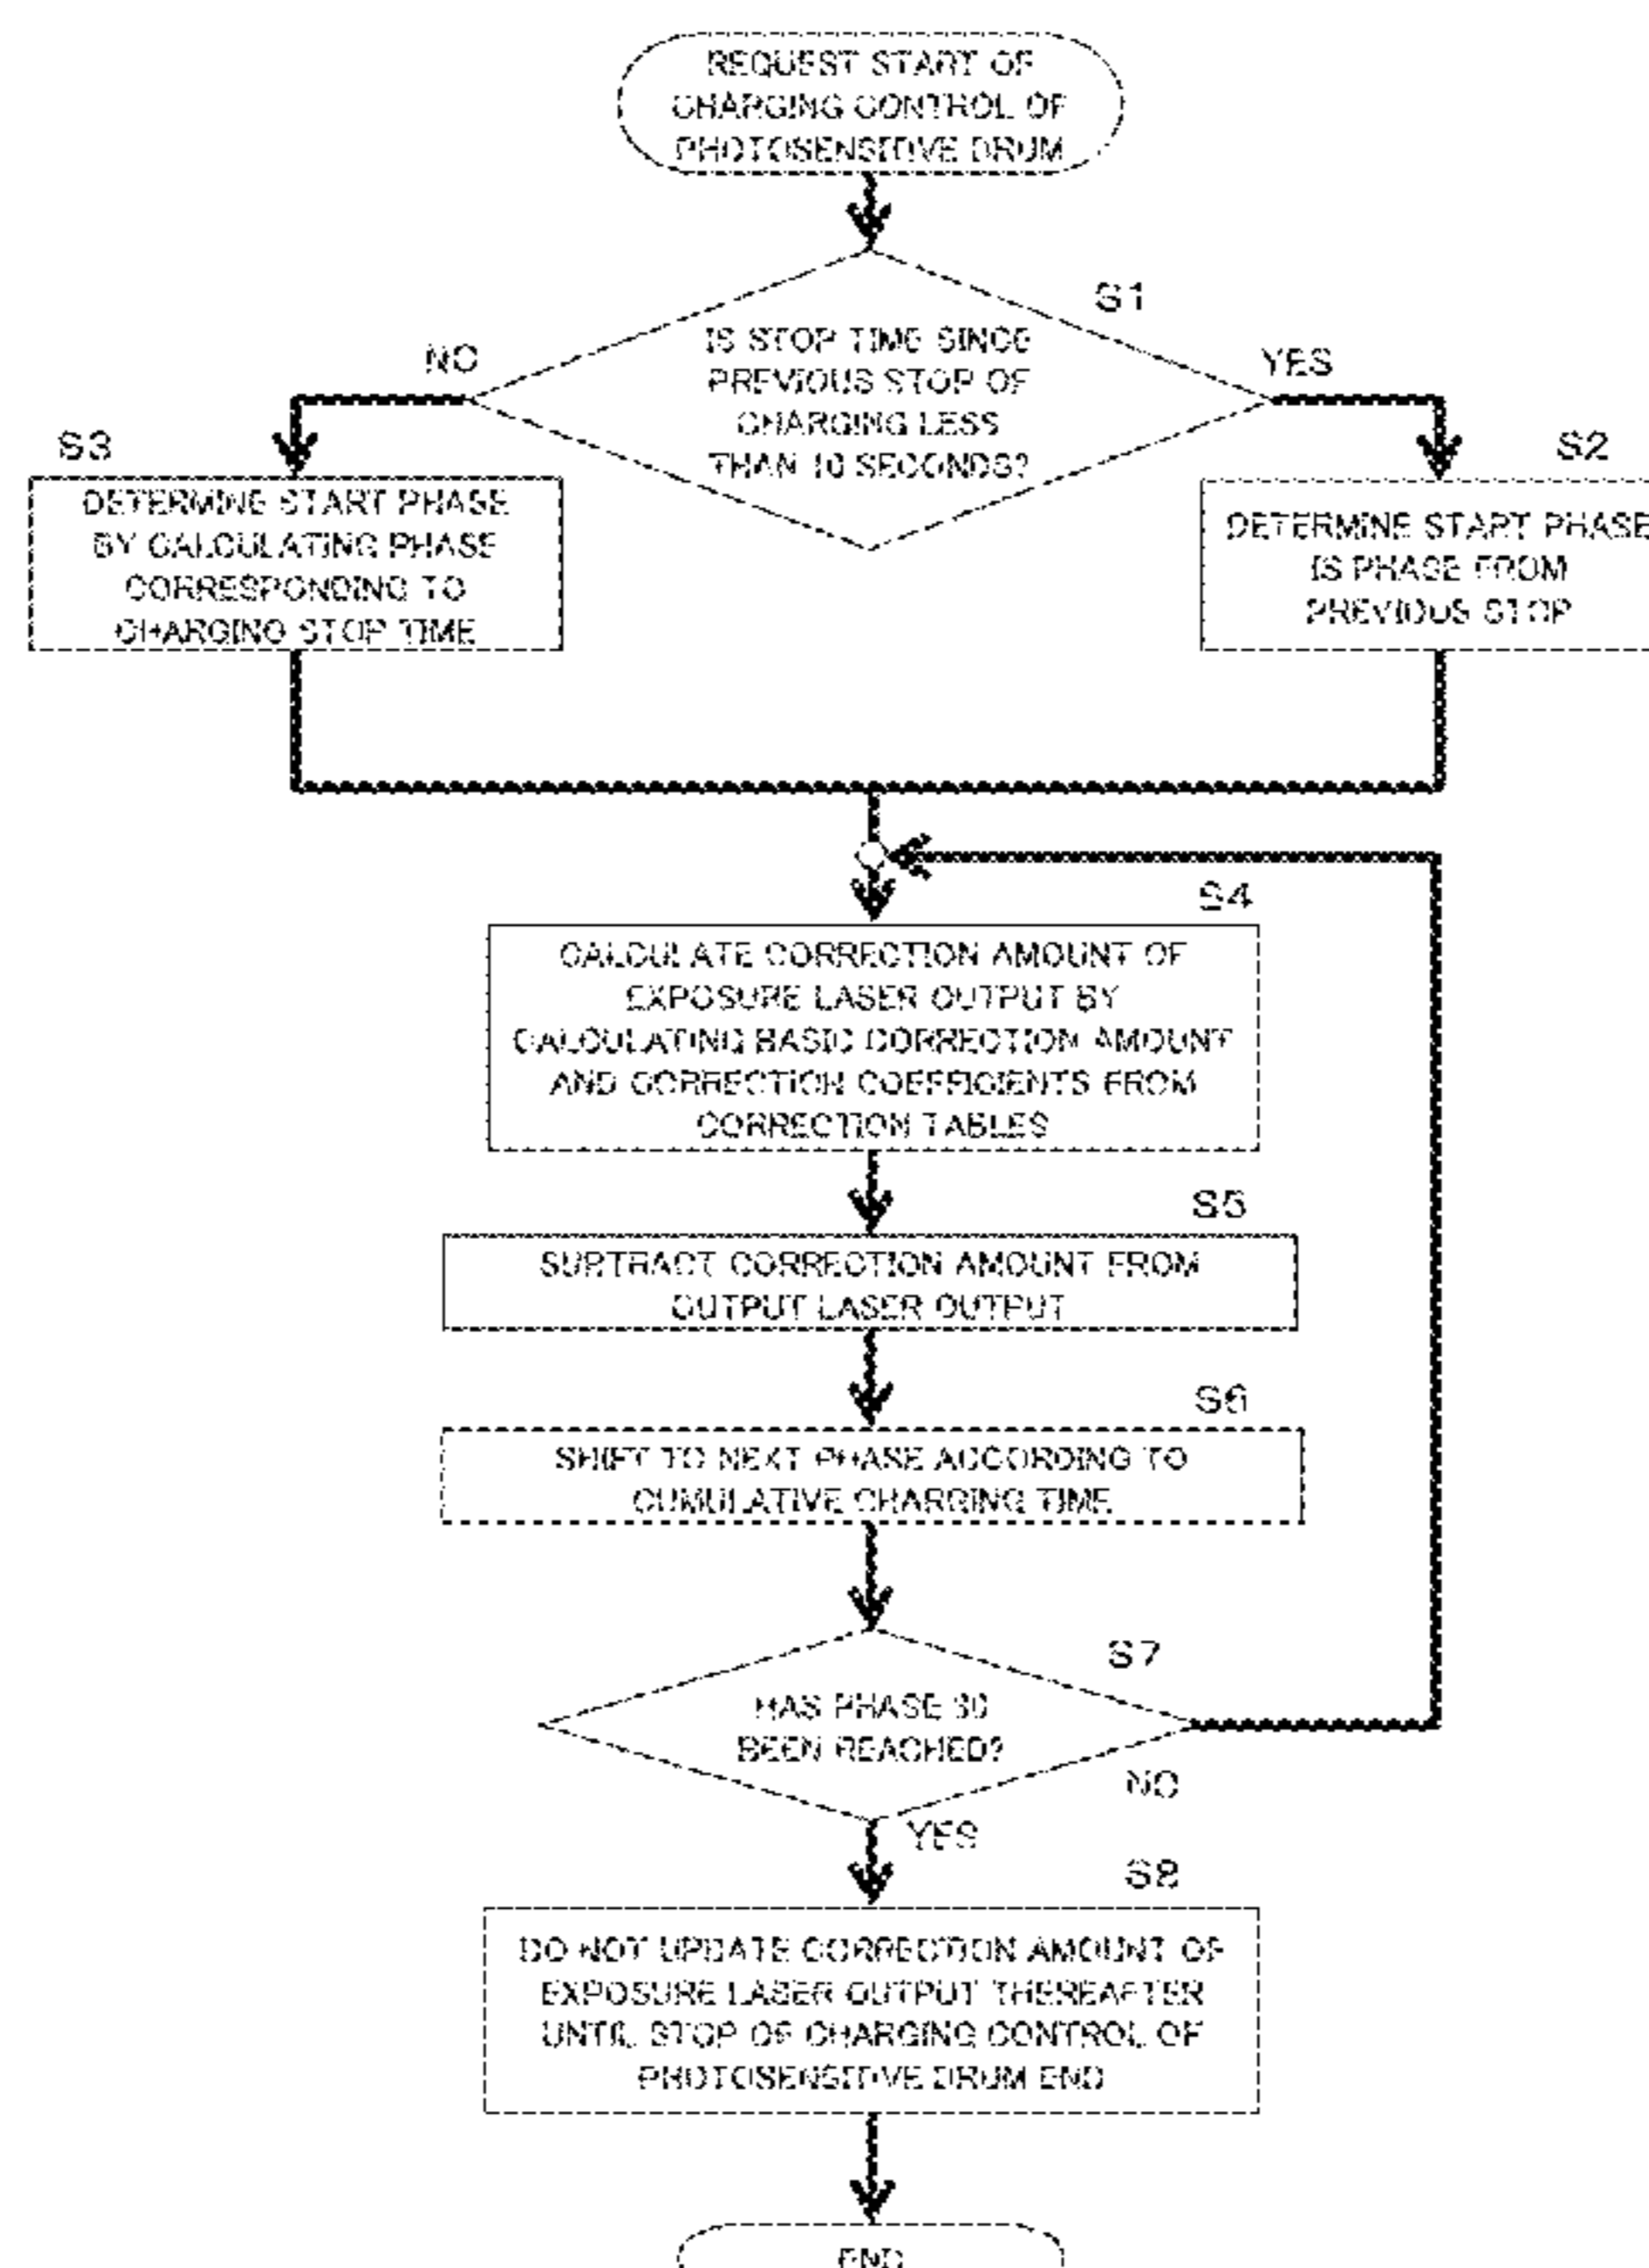 REQUEST START OF
CHARGING CONTROL OF
PHOTOSENSITIVE DRUM
S1
IS STOP TIME SINCE
PREVIOUS STOP OF
CHARGING LESS
THAN 10 SECONDS?
NO
YES
S3
DETERMINE START PHASE
BY CALCULATING PHASE
CORRESPONDING TO
CHARGING STOP TIME
S2
DETERMINE START PHASE
IS PHASE FROM
PREVIOUS STOP
S4
CALCULATE CORRECTION AMOUNT OF
EXPOSURE LASER OUTPUT BY
CALCULATING BASIC CORRECTION AMOUNT
AND CORRECTION COEFFICIENTS FROM
CORRECTION TABLES
S5
SUBTRACT CORRECTION AMOUNT FROM
OUTPUT LASER OUTPUT
S6
SHIFT TO NEXT PHASE ACCORDING TO
CUMULATIVE CHARGING TIME
S7
HAS PHASE
BEEN REACHED?
NO
YES
S8
DO NOT UPDATE CORRECTION AMOUNT OF
EXPOSURE LASER OUTPUT THEREAFTER
UNTIL STOP OF CHARGING CONTROL OF
PHOTOSENSITIVE DRUM END
END